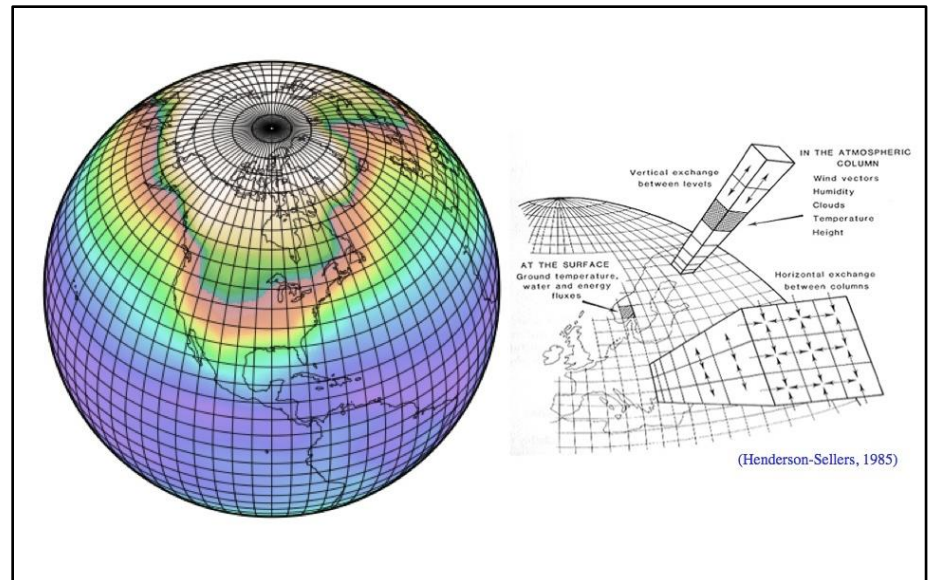 Vertical exchange
between levels
IN THE ATMOSPHERIC
COLUMN
Wind vectors
Humidity
Clouds
Temperature
Height
AT THE SURFACE
Ground temperature,
water and energy
fluxes
Horizontal exchange
between columns
(Henderson-Sellers, 1985)